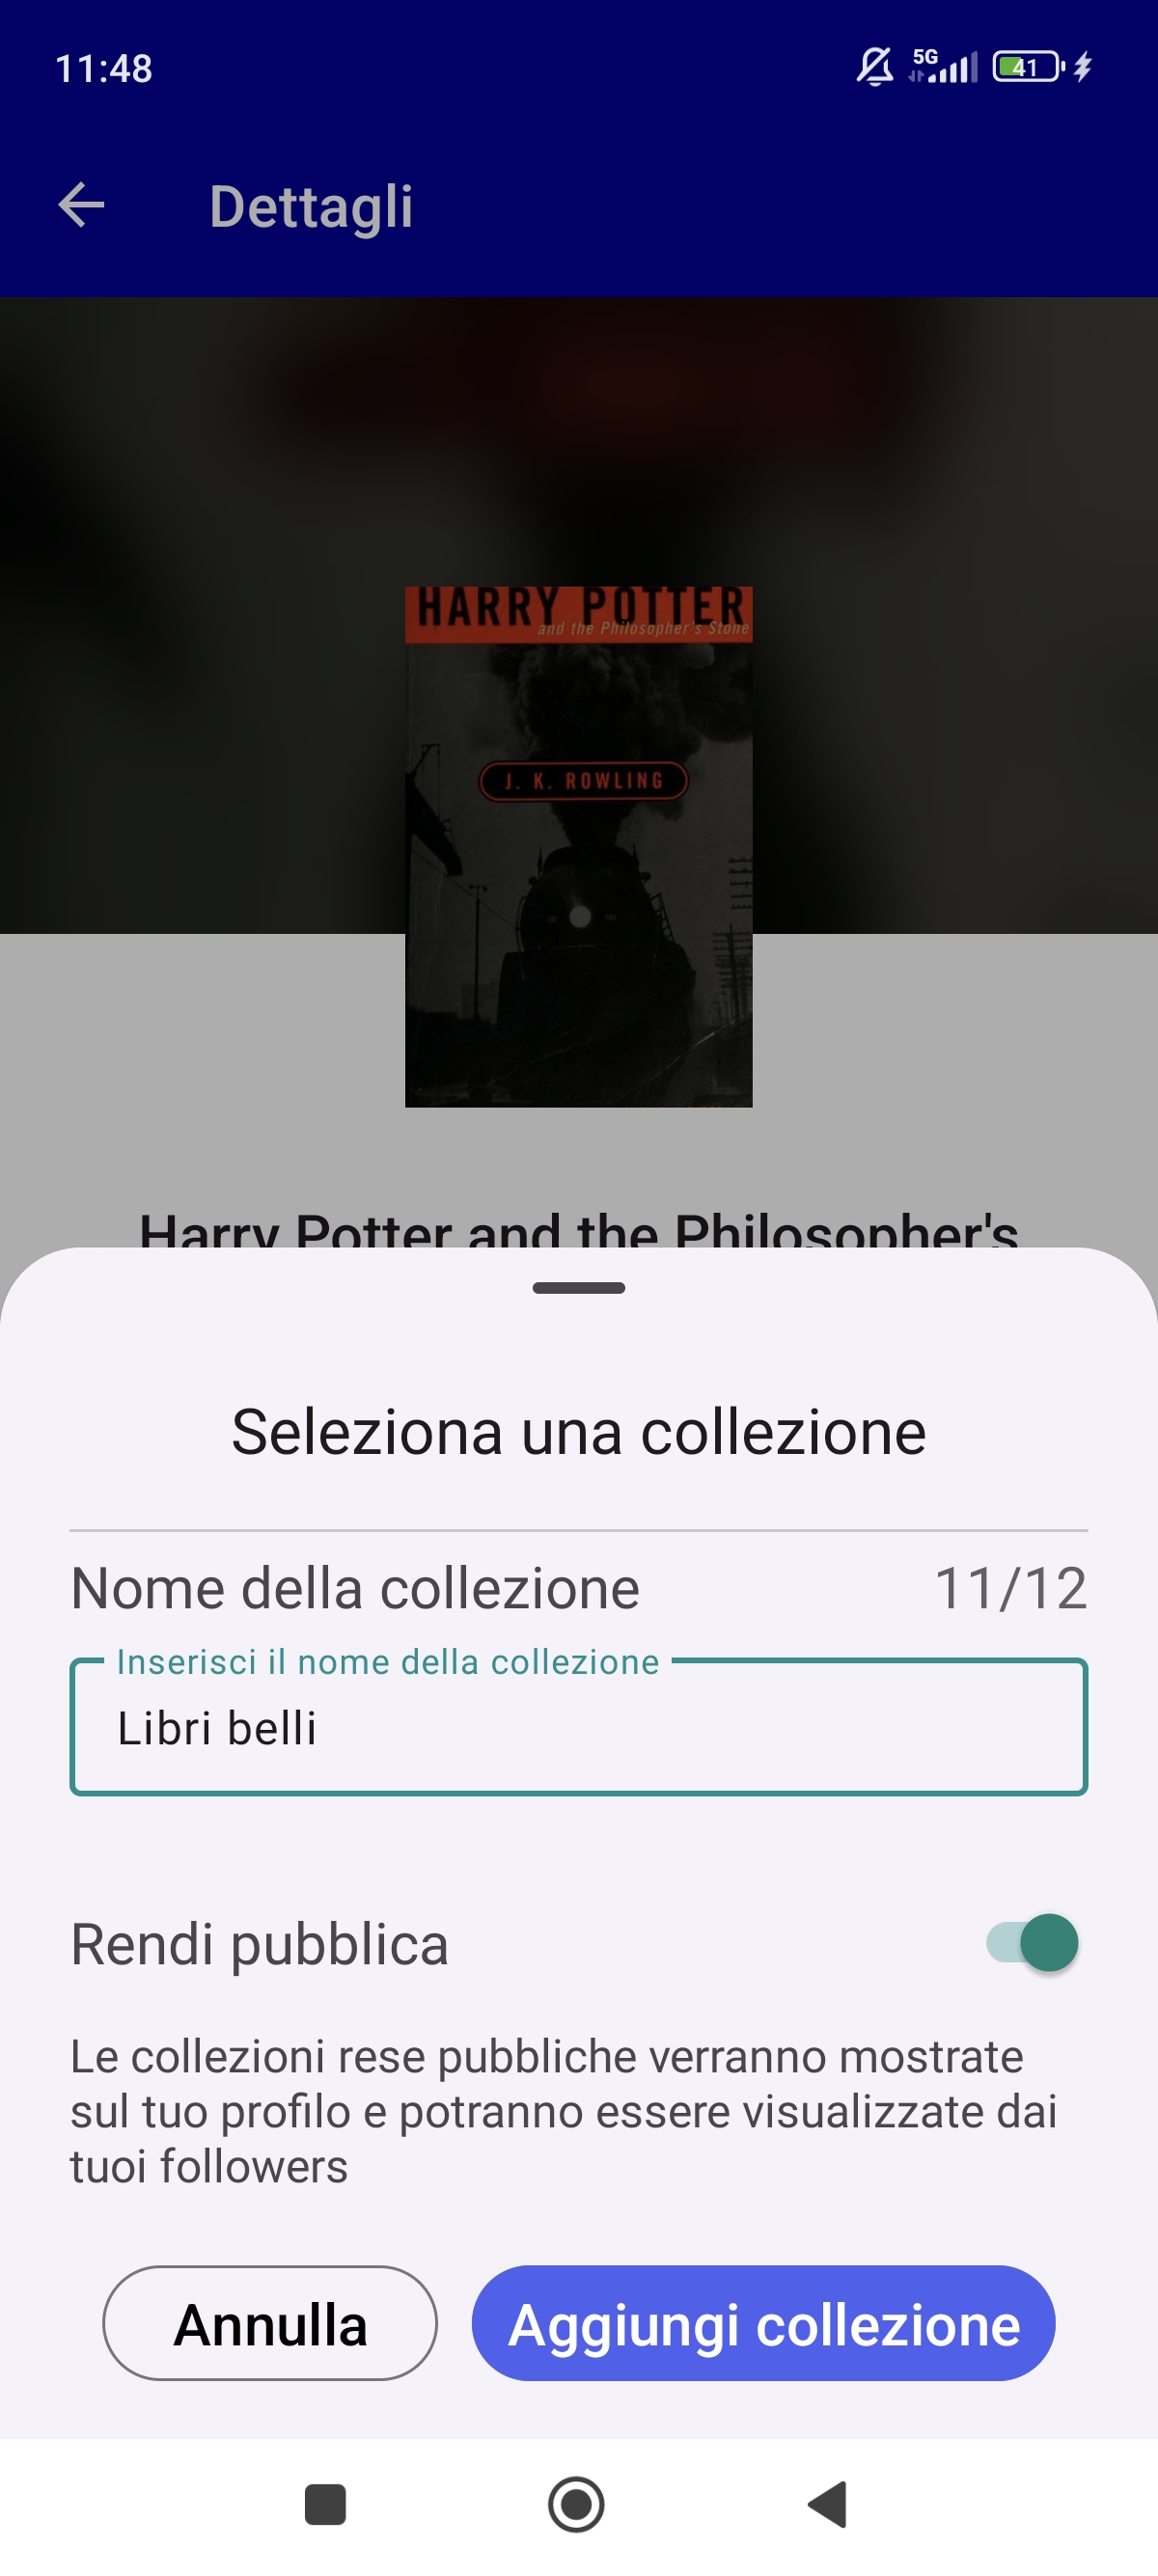 11:48
5G
41
Dettagli
HARRY POTTER
and the Philosopher's Stone
J. K. ROWLING
Harry Potter and the Philosopher's
Seleziona una collezione
Nome della collezione 11/12
Inserisci il nome della collezione
Libri belli
Rendi pubblica
Le collezioni rese pubbliche verranno mostrate
sul tuo profilo e potranno essere visualizzate dai
tuoi followers
Annulla Aggiungi collezione